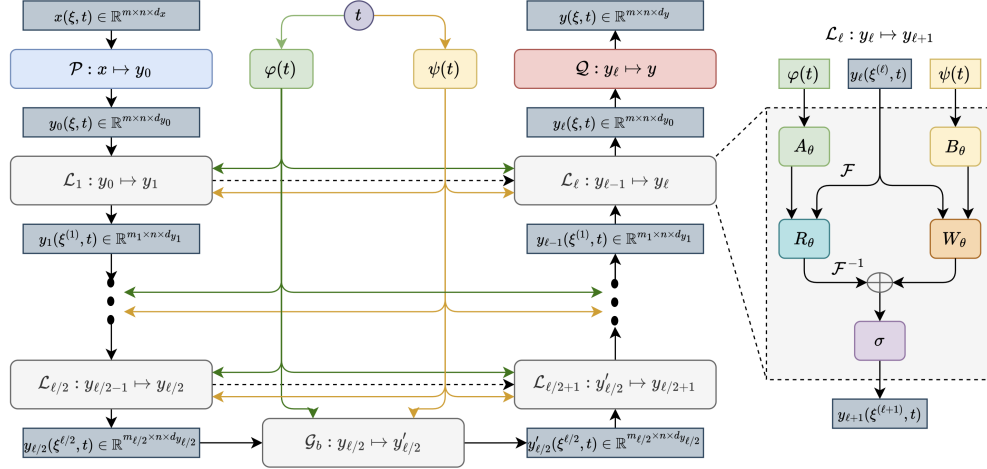 x(ξ, t) ∈ ℝ^{m×n×d_x}
t
y(ξ, t) ∈ ℝ^{m×n×d_y}
𝒫 : x ↦ y_0
φ(t)
ψ(t)
𝒬 : y_ℓ ↦ y
y_0(ξ, t) ∈ ℝ^{m×n×d_{y_0}}
y_ℓ(ξ, t) ∈ ℝ^{m×n×d_{y_0}}
ℒ_1 : y_0 ↦ y_1
ℒ_ℓ : y_{ℓ−1} ↦ y_ℓ
y_1(ξ^{(1)}, t) ∈ ℝ^{m_1×n×d_{y_1}}
y_{ℓ−1}(ξ^{(1)}, t) ∈ ℝ^{m_1×n×d_{y_1}}
ℒ_{ℓ/2} : y_{ℓ/2−1} ↦ y_{ℓ/2}
ℒ_{ℓ/2+1} : y′_{ℓ/2} ↦ y_{ℓ/2+1}
y_{ℓ/2}(ξ^{ℓ/2}, t) ∈ ℝ^{m_{ℓ/2}×n×d_{y_{ℓ/2}}}
𝒢_b : y_{ℓ/2} ↦ y′_{ℓ/2}
y′_{ℓ/2}(ξ^{ℓ/2}, t) ∈ ℝ^{m_{ℓ/2}×n×d_{y_{ℓ/2}}}
ℒ_ℓ : y_ℓ ↦ y_{ℓ+1}
φ(t)
y_ℓ(ξ^{(ℓ)}, t)
ψ(t)
A_θ
B_θ
ℱ
R_θ
W_θ
ℱ^{−1}
σ
y_{ℓ+1}(ξ^{(ℓ+1)}, t)